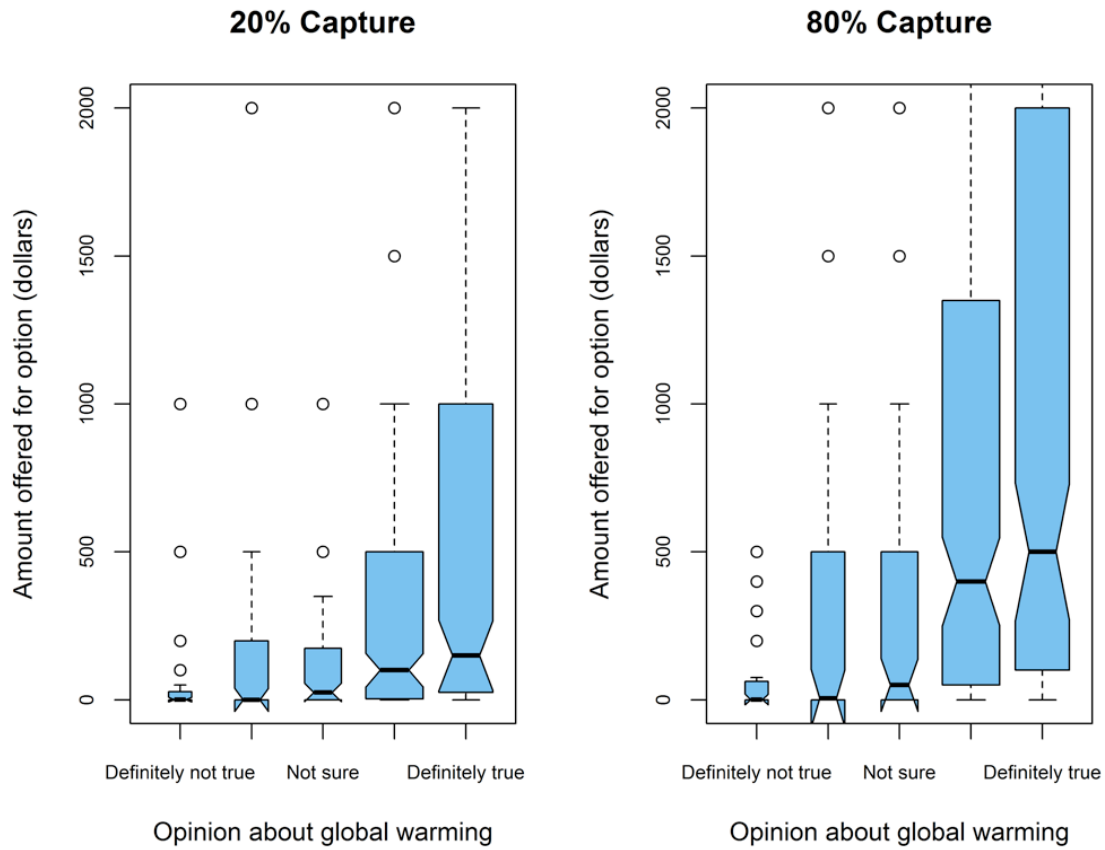 20% Capture
Amount offered for option (dollars)
2000
1500
1000
500
0
Definitely not true
Not sure
Definitely true
Opinion about global warming
80% Capture
Amount offered for option (dollars)
2000
1500
1000
500
0
Definitely not true
Not sure
Definitely true
Opinion about global warming